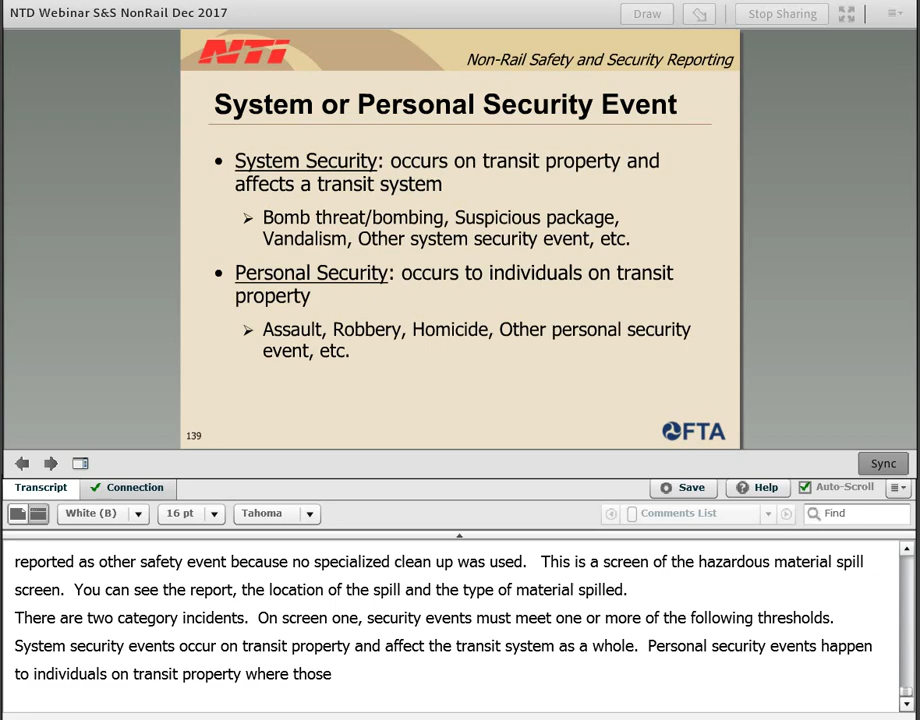 NTD Webinar S&S NonRail Dec 2017
Draw
Stop Sharing
NTI
Non-Rail Safety and Security Reporting
System or Personal Security Event
• System Security: occurs on transit property and
affects a transit system
➢ Bomb threat/bombing, Suspicious package,
Vandalism, Other system security event, etc.
• Personal Security: occurs to individuals on transit
property
➢ Assault, Robbery, Homicide, Other personal security
event, etc.
139
FTA
Sync
Transcript
Connection
Save
Help
Auto-Scroll
White (B)
16 pt
Tahoma
Comments List
Find
reported as other safety event because no specialized clean up was used. This is a screen of the hazardous material spill
screen. You can see the report, the location of the spill and the type of material spilled.
There are two category incidents. On screen one, security events must meet one or more of the following thresholds.
System security events occur on transit property and affect the transit system as a whole. Personal security events happen
to individuals on transit property where those